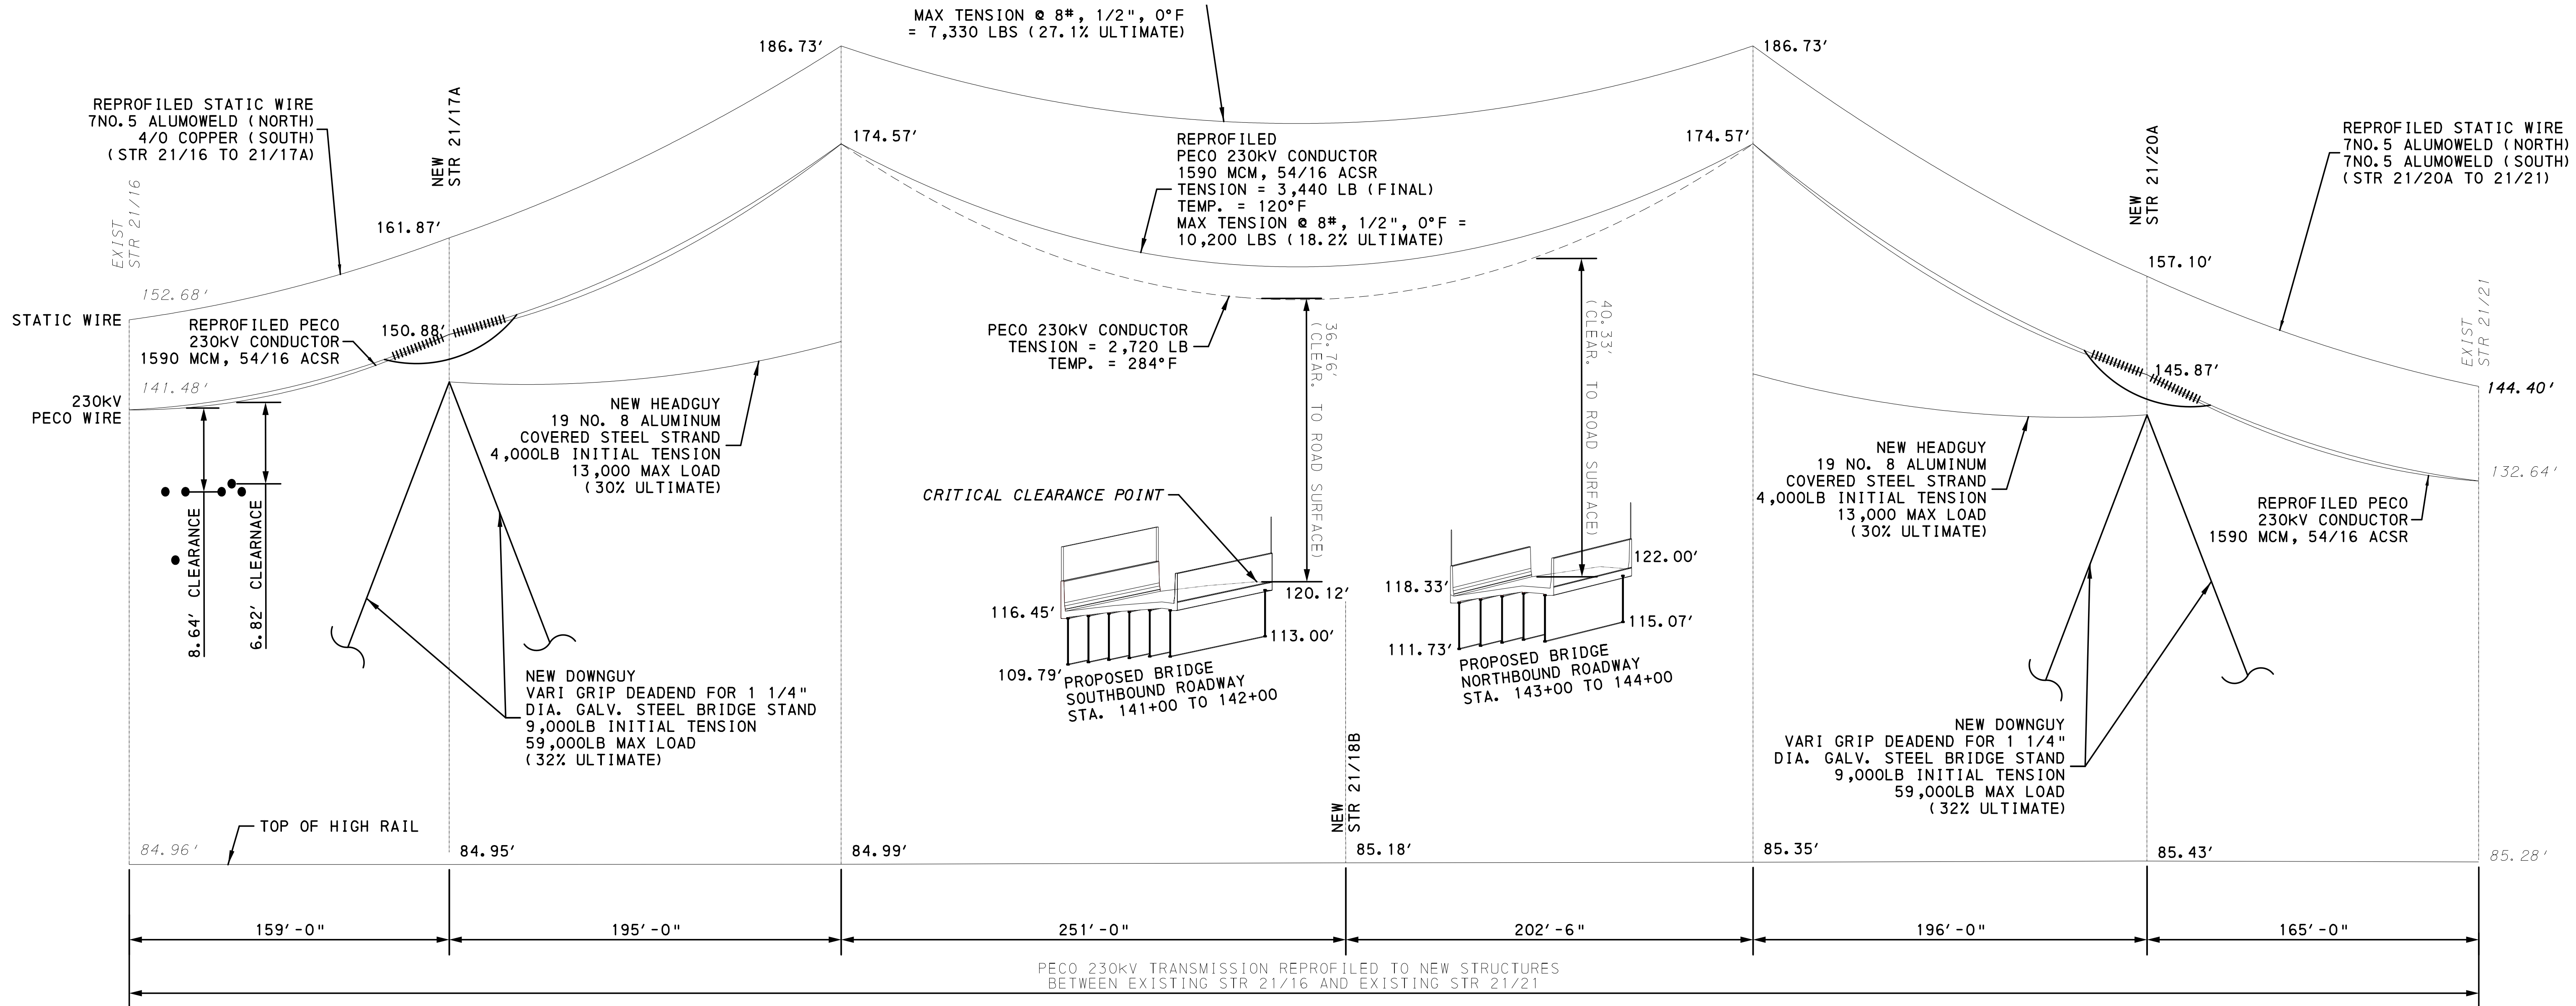 MAX TENSION @ 8#, 1/2", 0°F
= 7,330 LBS (27.1% ULTIMATE)
186.73'
186.73'
REPROFILED STATIC WIRE
7NO.5 ALUMOWELD (NORTH)
4/0 COPPER (SOUTH)
(STR 21/16 TO 21/17A)
NEW
STR 21/17A
174.57'
174.57'
REPROFILED
PECO 230kV CONDUCTOR
1590 MCM, 54/16 ACSR
TENSION = 3,440 LB (FINAL)
TEMP. = 120°F
MAX TENSION @ 8#, 1/2", 0°F =
10,200 LBS (18.2% ULTIMATE)
NEW
STR 21/20A
REPROFILED STATIC WIRE
7NO.5 ALUMOWELD (NORTH)
7NO.5 ALUMOWELD (SOUTH)
(STR 21/20A TO 21/21)
EXIST
STR 21/16
161.87'
157.10'
EXIST
STR 21/21
152.68'
STATIC WIRE
REPROFILED PECO
230kV CONDUCTOR
1590 MCM, 54/16 ACSR
150.88'
PECO 230kV CONDUCTOR
TENSION = 2,720 LB
TEMP. = 284°F
36.76'
(CLEAR. TO ROAD SURFACE)
40.33'
(CLEAR. TO ROAD SURFACE)
145.87'
144.40'
141.48'
230kV
PECO WIRE
NEW HEADGUY
19 NO. 8 ALUMINUM
COVERED STEEL STRAND
4,000LB INITIAL TENSION
13,000 MAX LOAD
(30% ULTIMATE)
NEW HEADGUY
19 NO. 8 ALUMINUM
COVERED STEEL STRAND
4,000LB INITIAL TENSION
13,000 MAX LOAD
(30% ULTIMATE)
132.64'
REPROFILED PECO
230kV CONDUCTOR
1590 MCM, 54/16 ACSR
8.64' CLEARANCE
6.82' CLEARNACE
CRITICAL CLEARANCE POINT
116.45'
120.12'
113.00'
109.79'
PROPOSED BRIDGE
SOUTHBOUND ROADWAY
STA. 141+00 TO 142+00
118.33'
122.00'
115.07'
111.73'
PROPOSED BRIDGE
NORTHBOUND ROADWAY
STA. 143+00 TO 144+00
NEW DOWNGUY
VARI GRIP DEADEND FOR 1 1/4"
DIA. GALV. STEEL BRIDGE STAND
9,000LB INITIAL TENSION
59,000LB MAX LOAD
(32% ULTIMATE)
NEW DOWNGUY
VARI GRIP DEADEND FOR 1 1/4"
DIA. GALV. STEEL BRIDGE STAND
9,000LB INITIAL TENSION
59,000LB MAX LOAD
(32% ULTIMATE)
NEW
STR 21/18B
TOP OF HIGH RAIL
84.96'
84.95'
84.99'
85.18'
85.35'
85.43'
85.28'
159'-0"
195'-0"
251'-0"
202'-6"
196'-0"
165'-0"
PECO 230kV TRANSMISSION REPROFILED TO NEW STRUCTURES
BETWEEN EXISTING STR 21/16 AND EXISTING STR 21/21